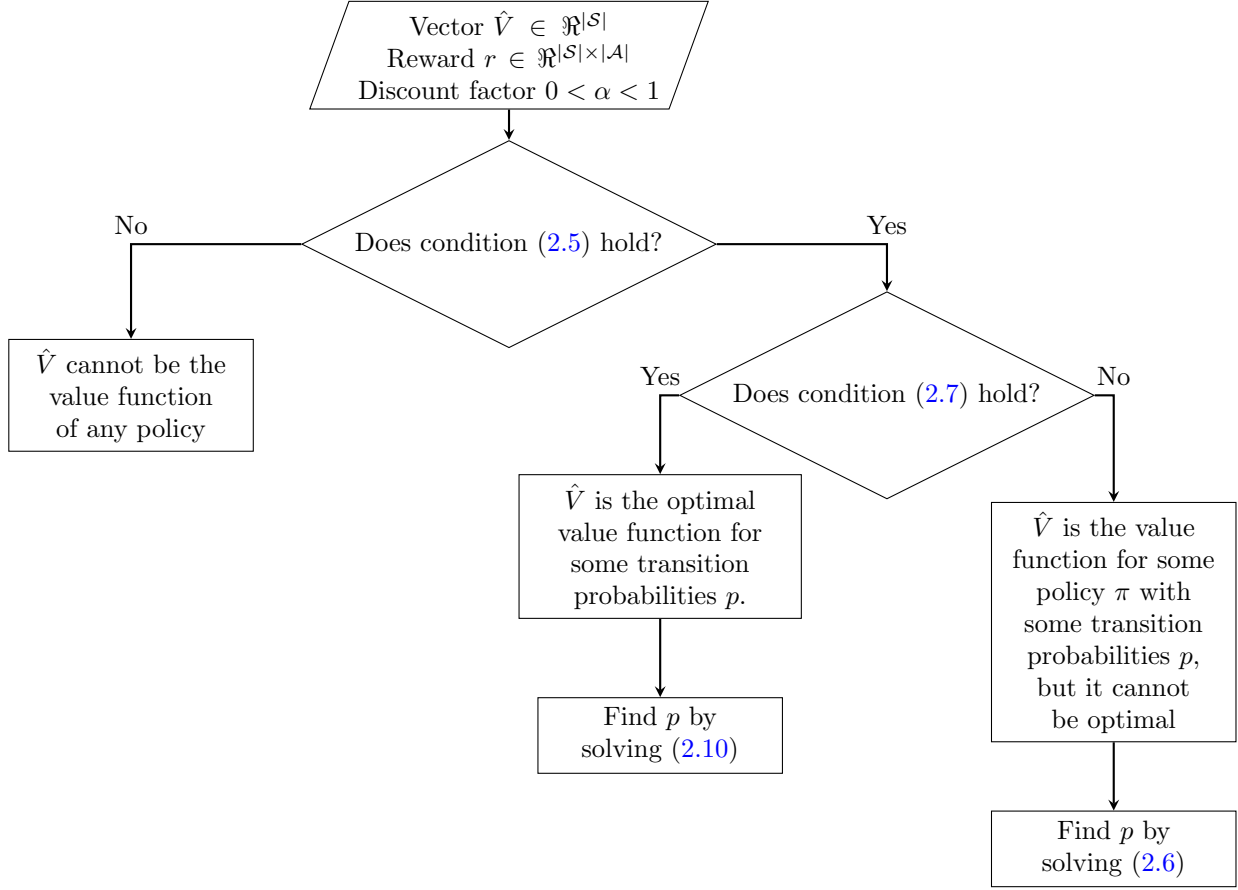 Vector V̂ ∈ ℜ^{|𝒮|}
Reward r ∈ ℜ^{|𝒮|×|𝒜|}
Discount factor 0 < α < 1
Does condition (2.5) hold?
No
Yes
V̂ cannot be the
value function
of any policy
Does condition (2.7) hold?
Yes
No
V̂ is the optimal
value function for
some transition
probabilities p.
Find p by
solving (2.10)
V̂ is the value
function for some
policy π with
some transition
probabilities p,
but it cannot
be optimal
Find p by
solving (2.6)